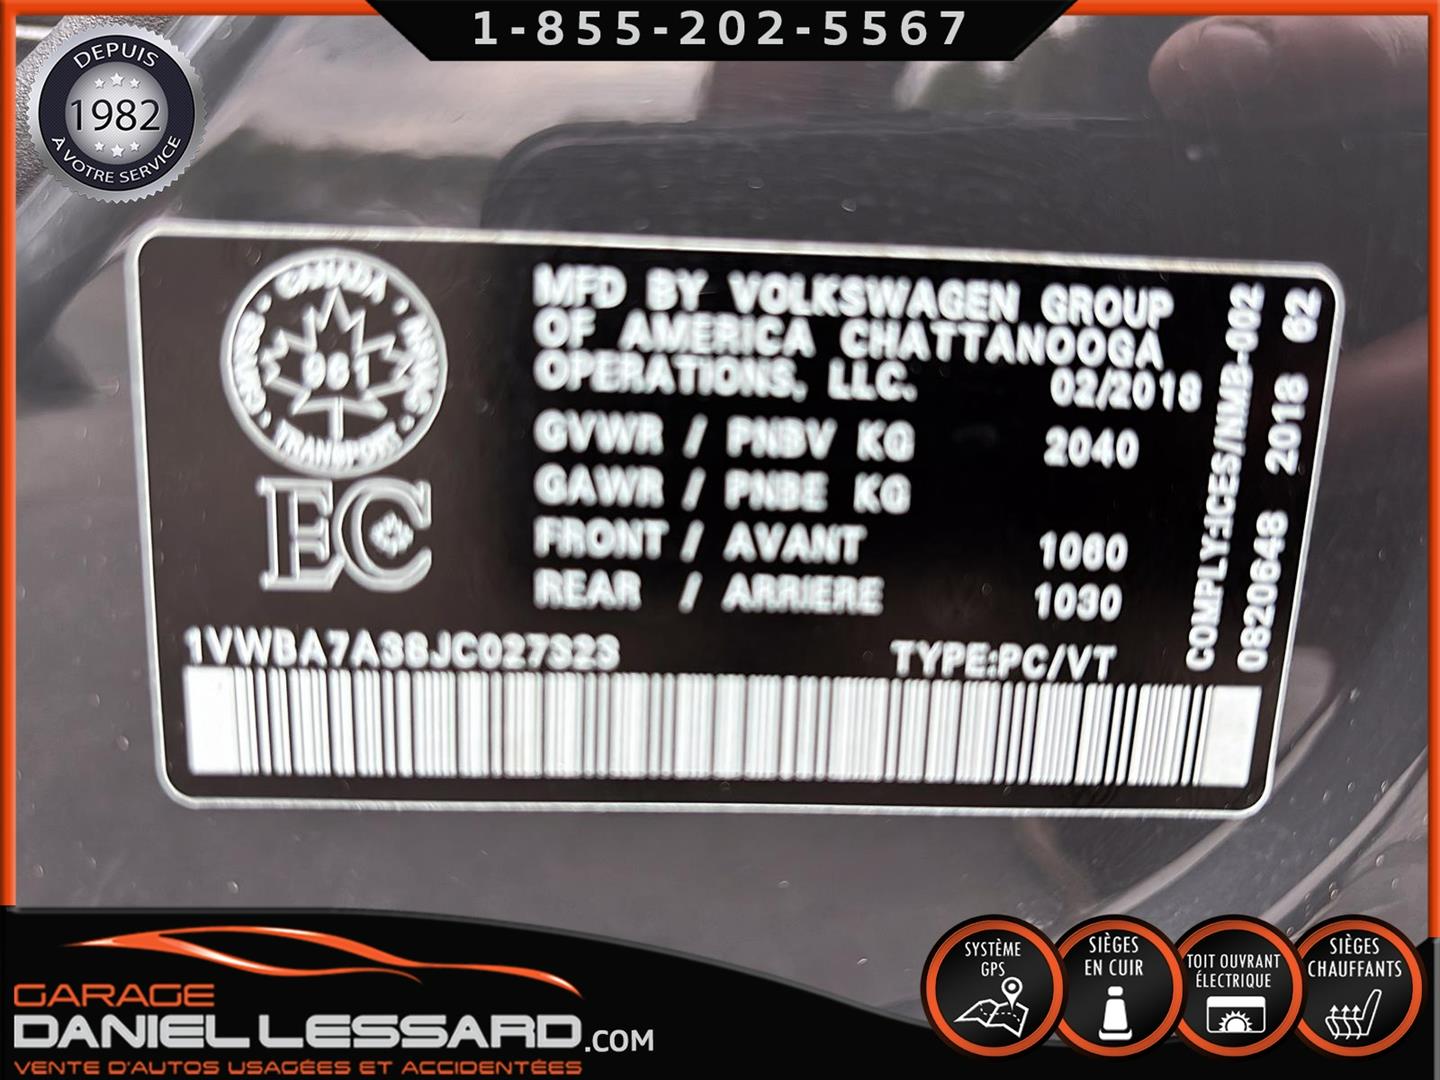 1-855-202-5567
DEPUIS
1982
À VOTRE SERVICE
CANADA
961
TRANSPORT
EC
MFD BY VOLKSWAGEN GROUP
OF AMERICA CHATTANOOGA
OPERATIONS, LLC. 02/2018
GVWR / PNBV KG 2040
GAWR / PNBE KG
FRONT / AVANT 1060
REAR / ARRIERE 1030
TYPE:PC/VT
COMPLY:ICES/NMB-002
0820648 2018 62
SYSTÈME
GPS
SIÈGES
EN CUIR
TOIT OUVRANT
ÉLECTRIQUE
SIÈGES
CHAUFFANTS
GARAGE
DANIEL LESSARD.COM
VENTE D'AUTOS USAGÉES ET ACCIDENTÉES